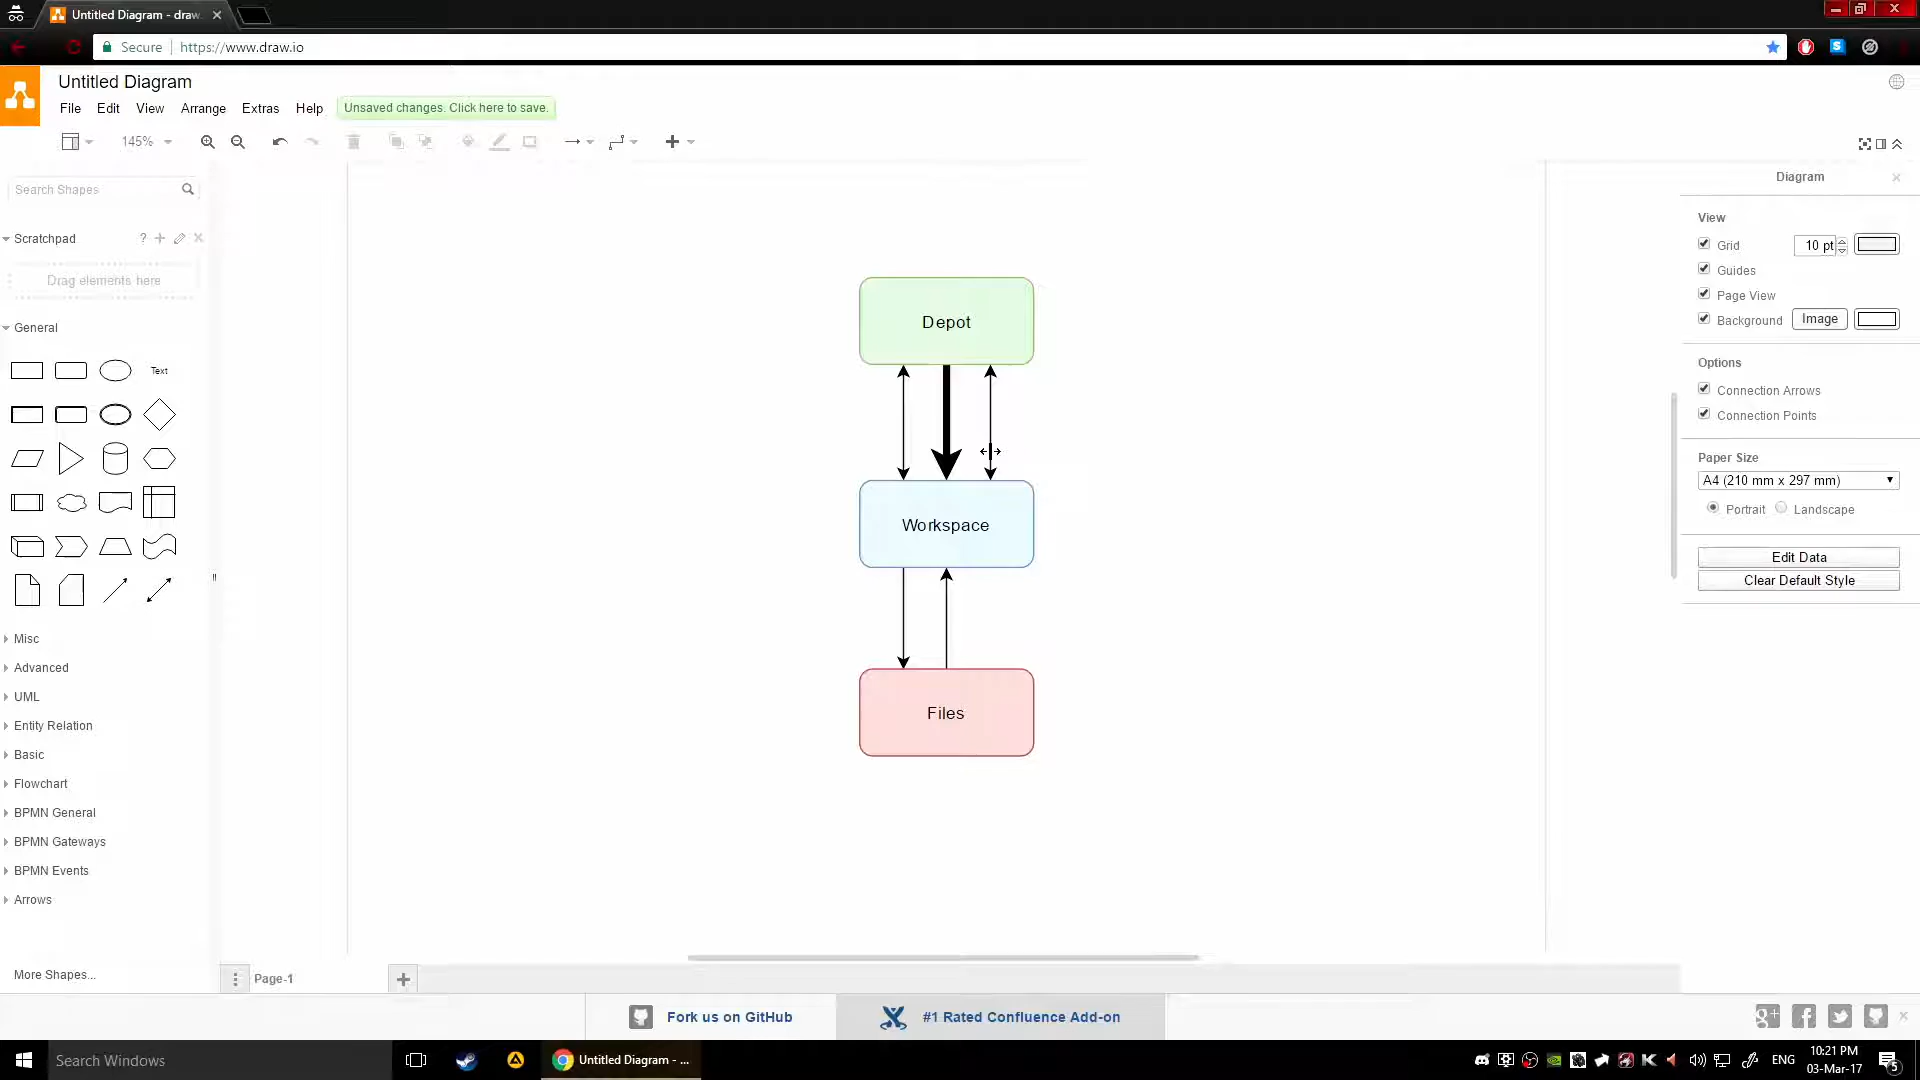 Untitled Diagram - draw.
Secure
https://www.draw.io
Untitled Diagram
File Edit View Arrange Extras Help
Unsaved changes. Click here to save.
145%
Search Shapes
Scratchpad
?
Drag elements here
General
Text
Misc
Advanced
UML
Entity Relation
Basic
Flowchart
BPMN General
BPMN Gateways
BPMN Events
Arrows
More Shapes...
Depot
Workspace
Files
Diagram
View
Grid 10 pt
Guides
Page View
Background Image
Options
Connection Arrows
Connection Points
Paper Size
A4 (210 mm x 297 mm)
Portrait Landscape
Edit Data
Clear Default Style
Page-1
Fork us on GitHub
#1 Rated Confluence Add-on
Search Windows
Untitled Diagram - ...
ENG
10:21 PM
03-Mar-17
5